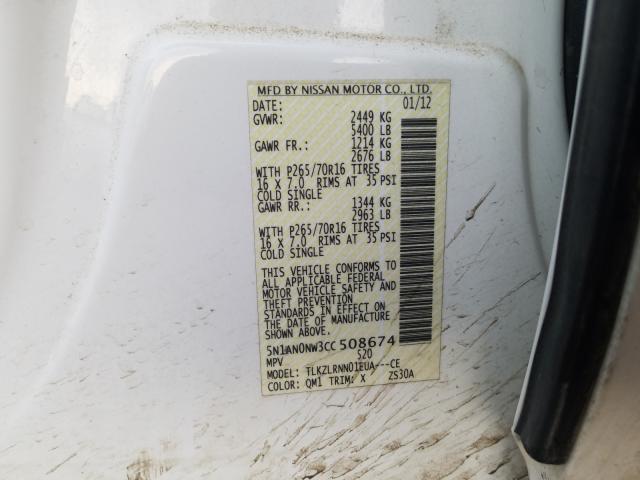 MFD BY NISSAN MOTOR CO., LTD.
DATE: 01/12
GVWR: 2449 KG
5400 LB
GAWR FR.: 1214 KG
2676 LB
WITH P265/70R16 TIRES
16 X 7.0 RIMS AT 35 PSI
COLD SINGLE
GAWR RR.: 1344 KG
2963 LB
WITH P265/70R16 TIRES
16 X 7.0 RIMS AT 35 PSI
COLD SINGLE
THIS VEHICLE CONFORMS TO
ALL APPLICABLE FEDERAL
MOTOR VEHICLE SAFETY AND
THEFT PREVENTION
STANDARDS IN EFFECT ON
THE DATE OF MANUFACTURE
SHOWN ABOVE.
5N1AN0NW3CC508674
MPV S20
MODEL: TLKZLRNN01EUA---CE
COLOR: QM1 TRIM: X ZS30A